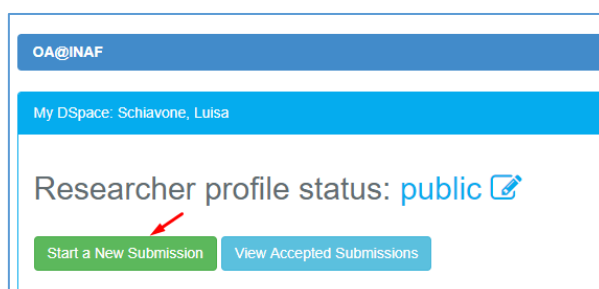 OA@INAF
My DSpace: Schiavone, Luisa
Researcher profile status: public
Start a New Submission View Accepted Submissions